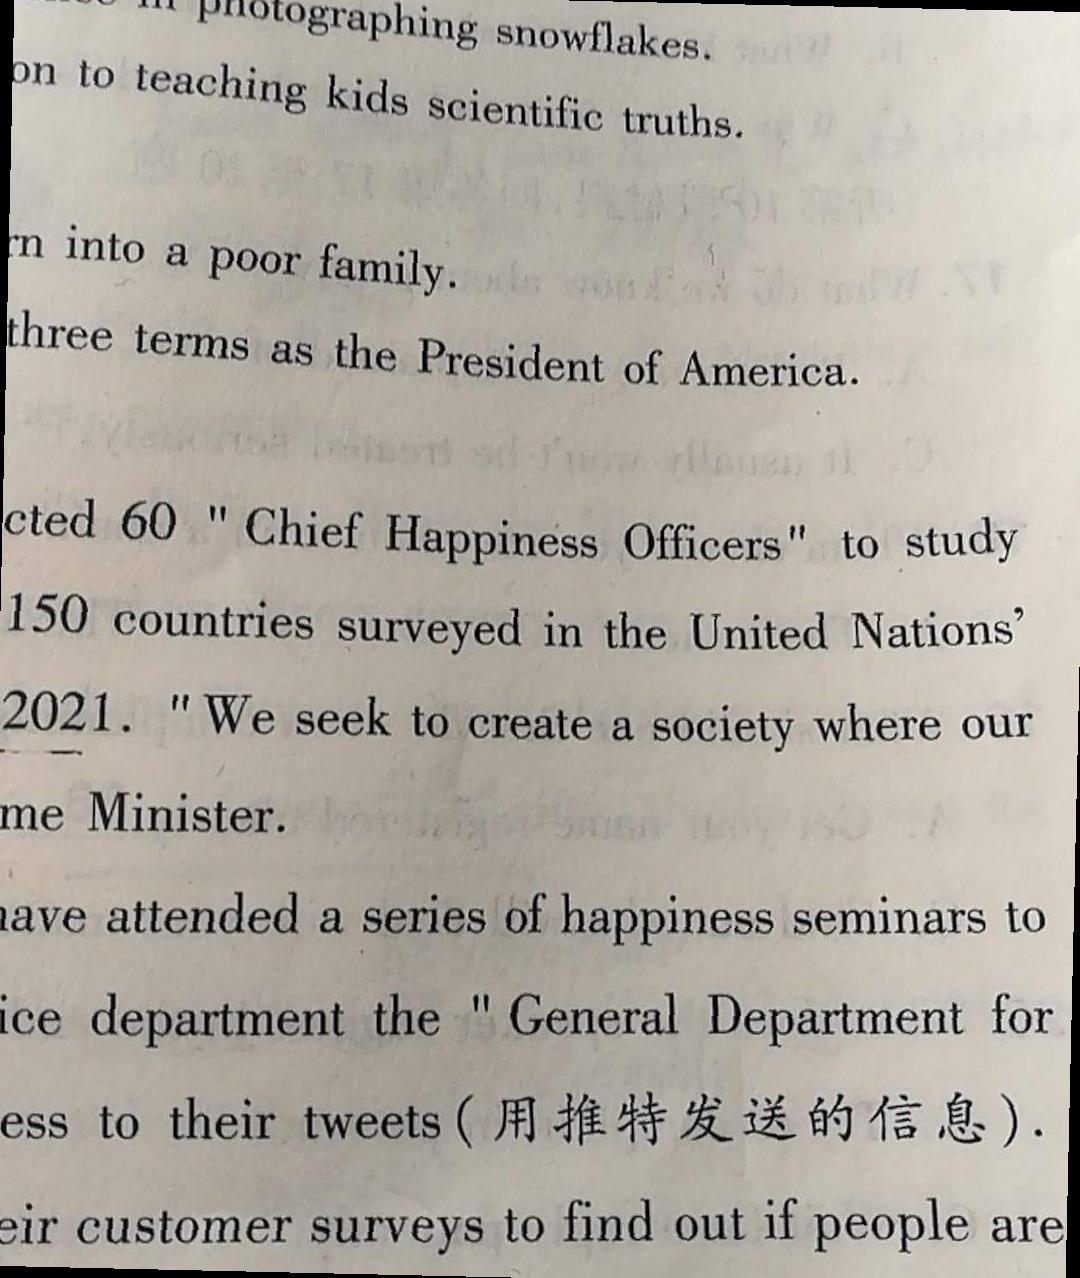 in photographing snowflakes.
on to teaching kids scientific truths.
rn into a poor family.
three terms as the President of America.
cted 60 "Chief Happiness Officers" to study
150 countries surveyed in the United Nations'
2021. "We seek to create a society where our
me Minister.
have attended a series of happiness seminars to
ice department the "General Department for
ess to their tweets(用推特发送的信息).
eir customer surveys to find out if people are